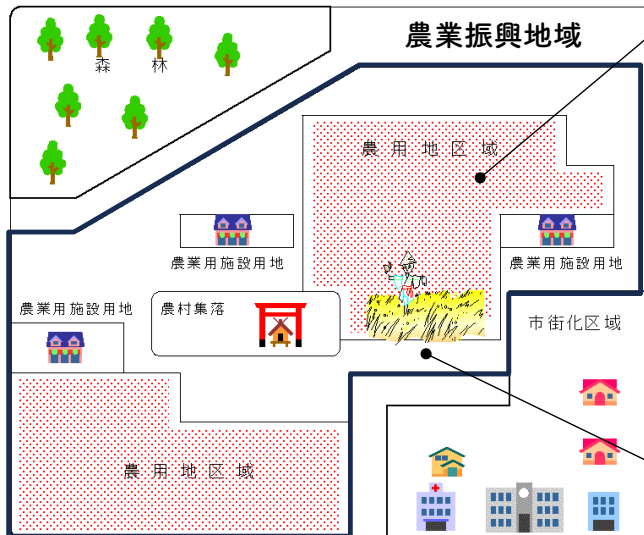 農業振興地域
森林
農用地区域
農業用施設用地
農業用施設用地
農業用施設用地
農村集落
市街化区域
農用地区域